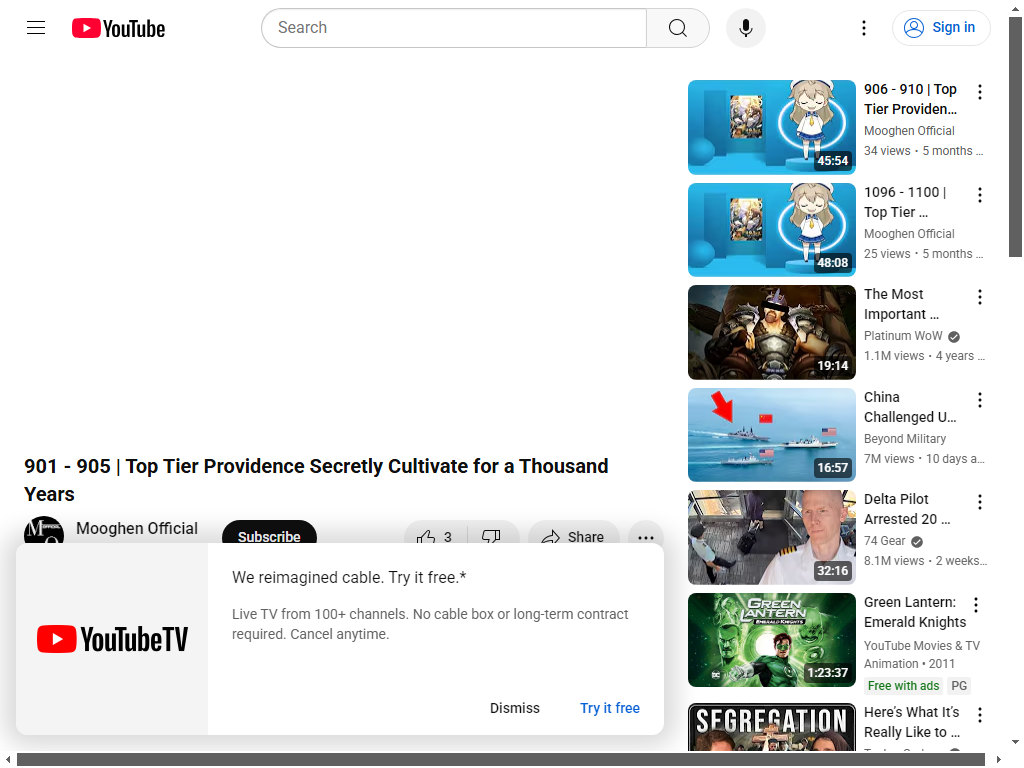 YouTube
Search
Sign in
901 - 905 | Top Tier Providence Secretly Cultivate for a Thousand
Years
Mooghen Official
Subscribe
3
Share
YouTubeTV
We reimagined cable. Try it free.*
Live TV from 100+ channels. No cable box or long-term contract
required. Cancel anytime.
Dismiss
Try it free
45:54
906 - 910 | Top
Tier Providen...
Mooghen Official
34 views • 5 months ...
48:08
1096 - 1100 |
Top Tier ...
Mooghen Official
25 views • 5 months ...
19:14
The Most
Important ...
Platinum WoW
1.1M views • 4 years ...
16:57
China
Challenged U...
Beyond Military
7M views • 10 days a...
32:16
Delta Pilot
Arrested 20 ...
74 Gear
8.1M views • 2 weeks...
GREEN
LANTERN
EMERALD KNIGHTS
1:23:37
Green Lantern:
Emerald Knights
YouTube Movies & TV
Animation • 2011
Free with ads
PG
SEGREGATION
Here's What It's
Really Like to ...